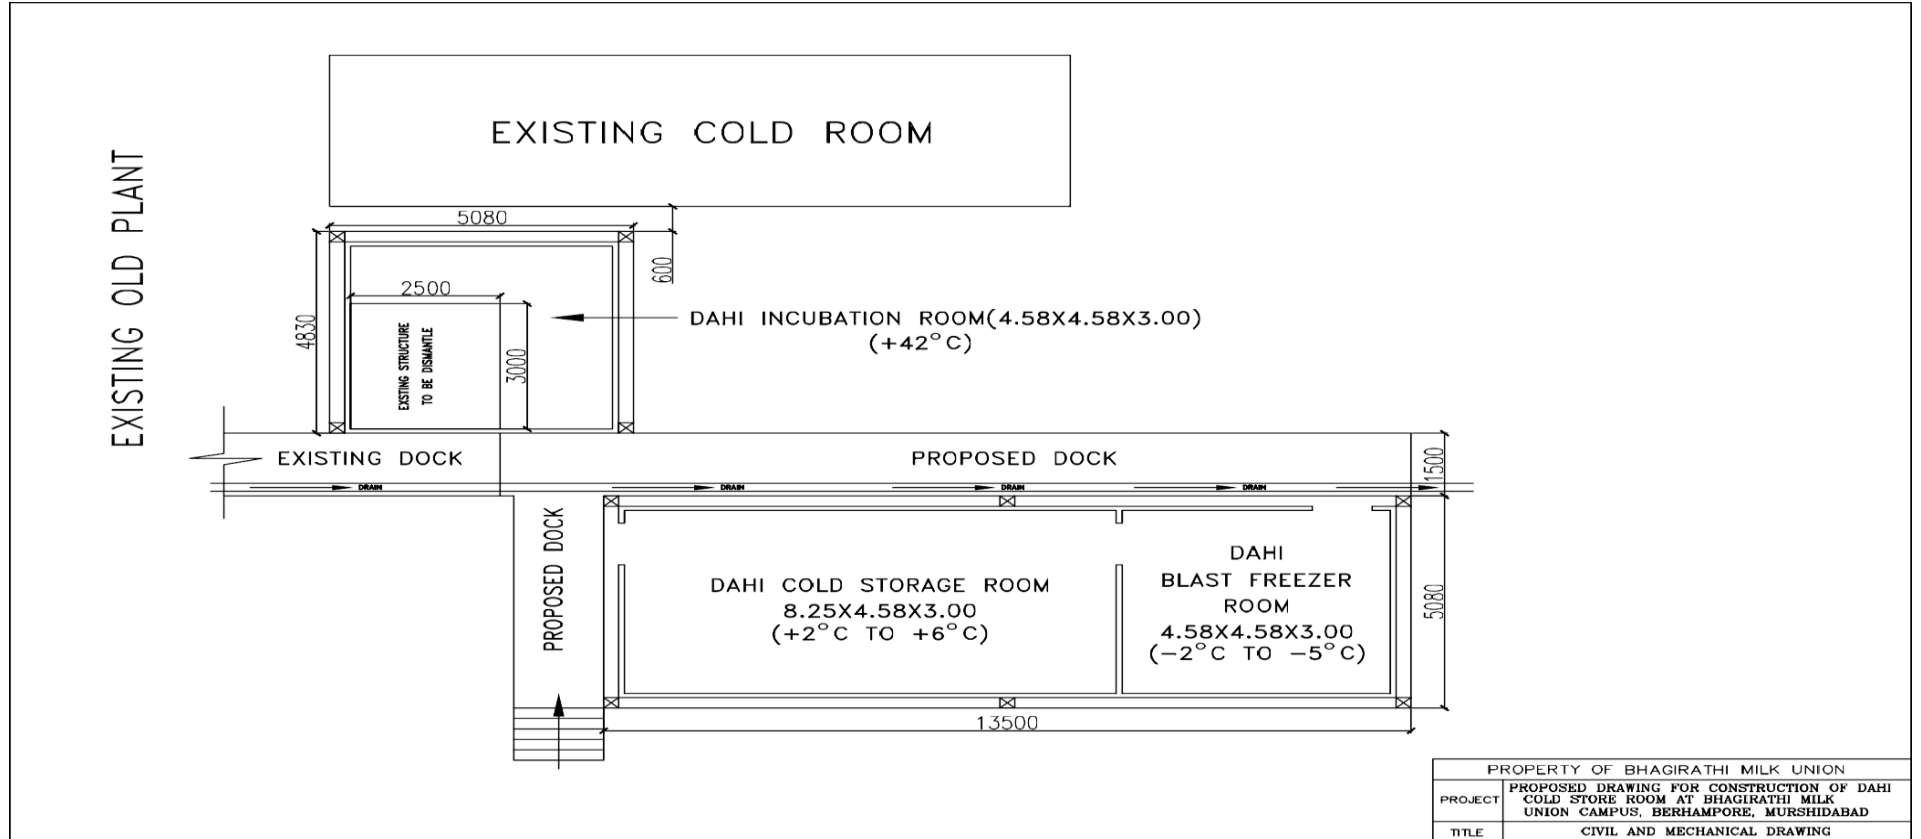 EXISTING COLD ROOM
EXISTING OLD PLANT
5080
600
4830
2500
3000
EXSTING STRUCTURE
TO BE DISMANTLE
DAHI INCUBATION ROOM(4.58X4.58X3.00)
(+42°C)
EXISTING DOCK
PROPOSED DOCK
1500
DRAIN
DRAIN
DRAIN
DRAIN
PROPOSED DOCK
DAHI COLD STORAGE ROOM
8.25X4.58X3.00
(+2°C TO +6°C)
DAHI
BLAST FREEZER
ROOM
4.58X4.58X3.00
(−2°C TO −5°C)
5080
13500
PROPERTY OF BHAGIRATHI MILK UNION
PROJECT
PROPOSED DRAWING FOR CONSTRUCTION OF DAHI
COLD STORE ROOM AT BHAGIRATHI MILK
UNION CAMPUS, BERHAMPORE, MURSHIDABAD
TITLE
CIVIL AND MECHANICAL DRAWING